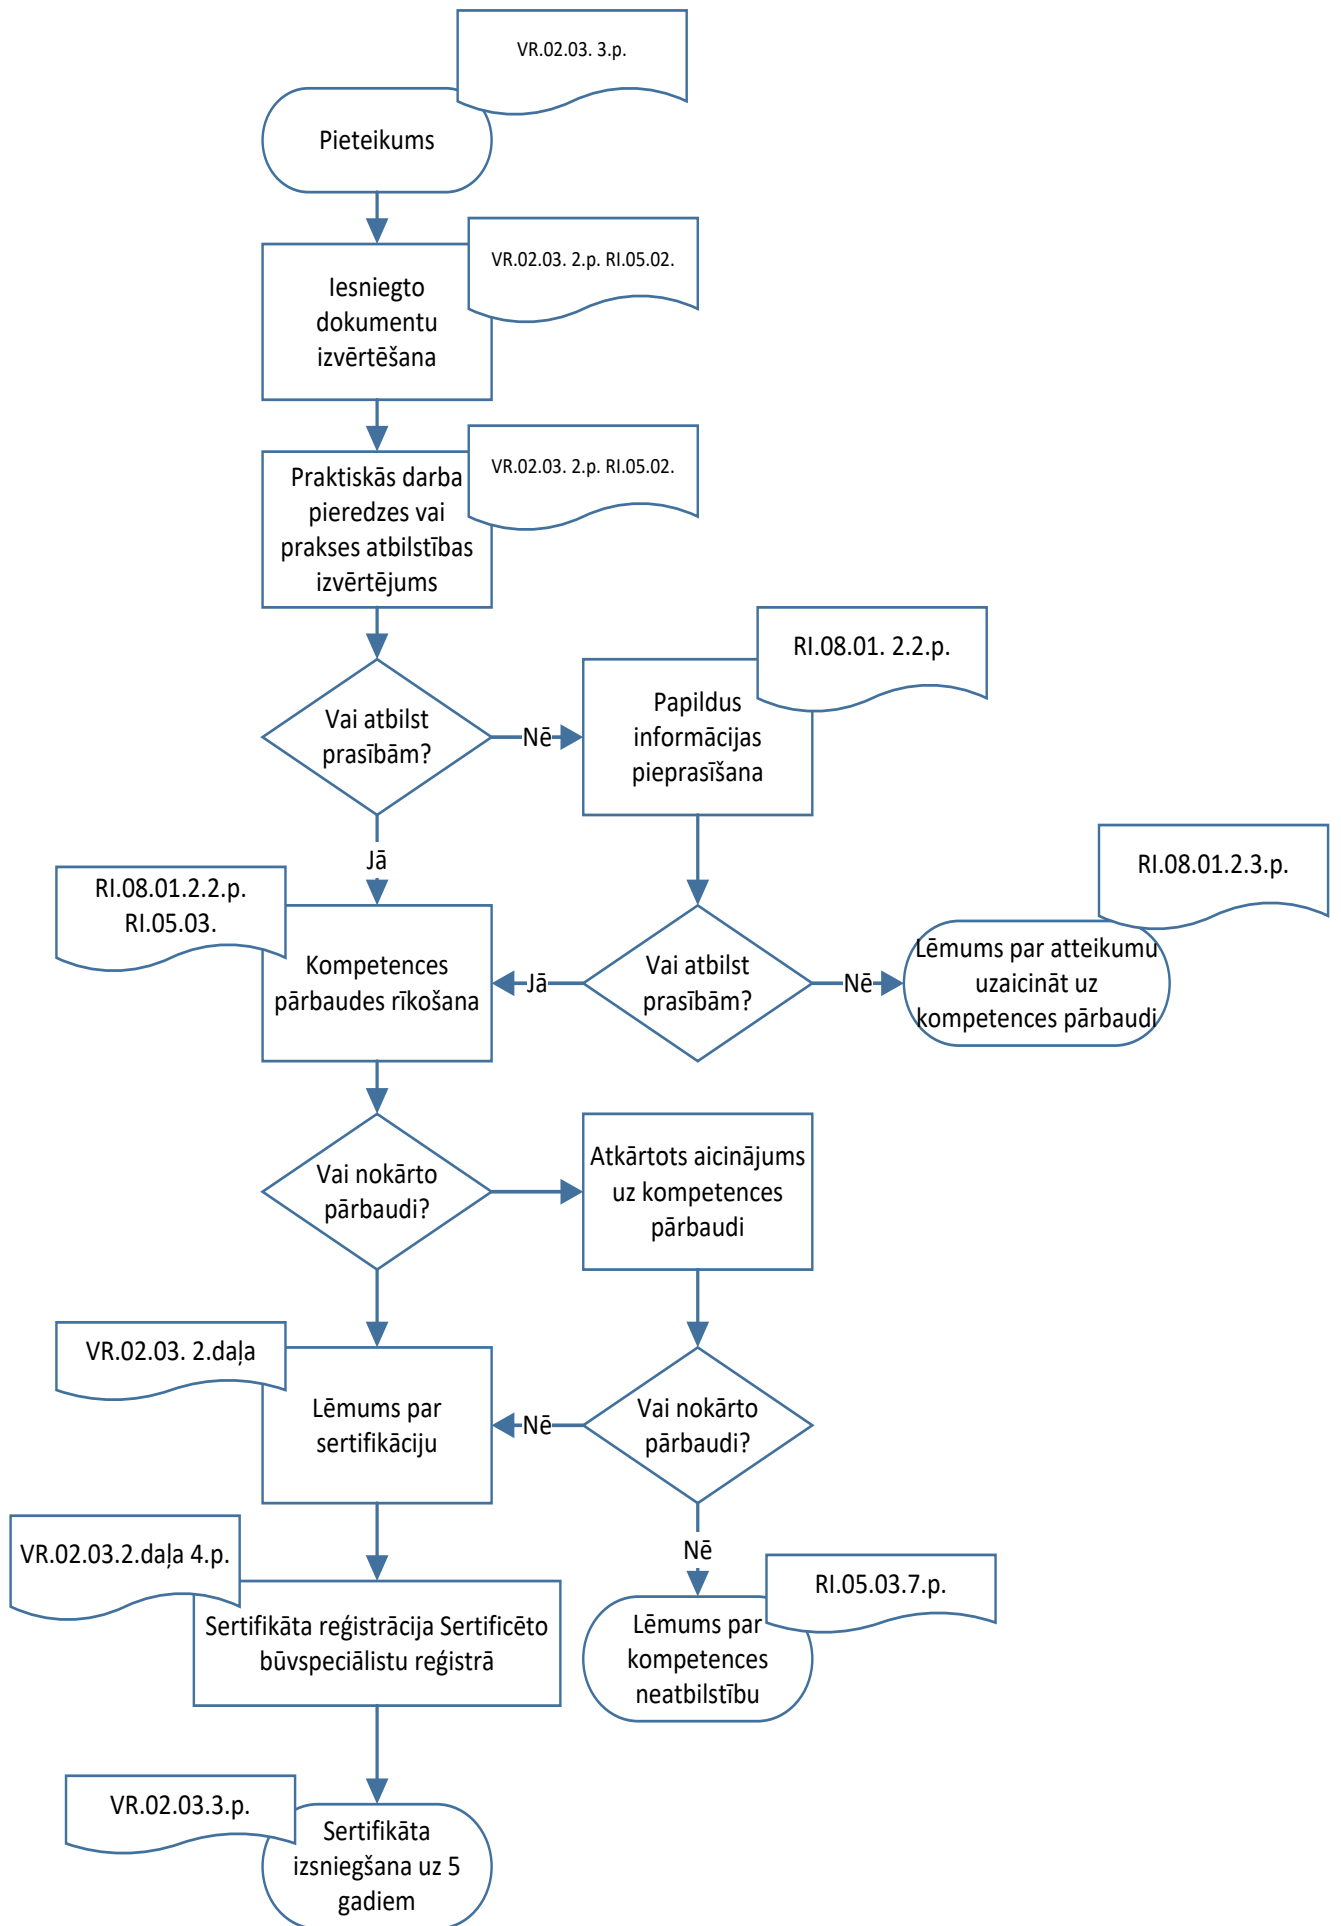 VR.02.03. 3.p.
Pieteikums
VR.02.03. 2.p. RI.05.02.
Iesniegto
dokumentu
izvērtēšana
VR.02.03. 2.p. RI.05.02.
Praktiskās darba
pieredzes vai
prakses atbilstības
izvērtējums
RI.08.01. 2.2.p.
Vai atbilst
prasībām?
Nē
Papildus
informācijas
pieprasīšana
Jā
RI.08.01.2.2.p.
RI.05.03.
RI.08.01.2.3.p.
Kompetences
pārbaudes rīkošana
Jā
Vai atbilst
prasībām?
Nē
Lēmums par atteikumu
uzaicināt uz
kompetences pārbaudi
Vai nokārto
pārbaudi?
Atkārtots aicinājums
uz kompetences
pārbaudi
VR.02.03. 2.daļa
Lēmums par
sertifikāciju
Nē
Vai nokārto
pārbaudi?
Nē
VR.02.03.2.daļa 4.p.
RI.05.03.7.p.
Sertifikāta reģistrācija Sertificēto
būvspeciālistu reģistrā
Lēmums par
kompetences
neatbilstību
VR.02.03.3.p.
Sertifikāta
izsniegšana uz 5
gadiem